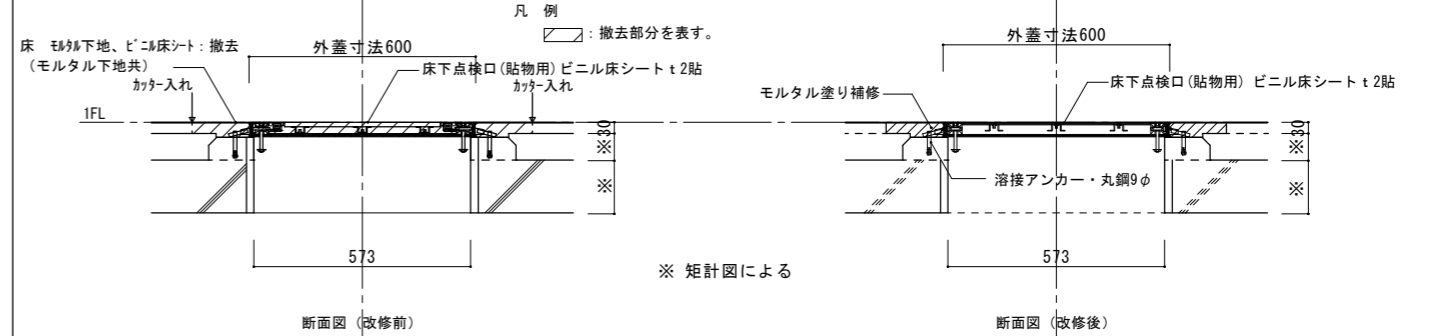 凡 例
：撤去部分を表す。
床 ﾓﾙﾀﾙ下地、ﾋﾞﾆﾙ床ｼｰﾄ：撤去
（モルタル下地共）
外蓋寸法600
床下点検口(貼物用) ビニル床シート t 2貼
ｶｯﾀｰ入れ
ｶｯﾀｰ入れ
1FL
※30
※
573
断面図（改修前）
※ 矩計図による
外蓋寸法600
床下点検口(貼物用) ビニル床シート t 2貼
モルタル塗り補修
溶接アンカー・丸鋼9φ
※30
※
573
断面図（改修後）